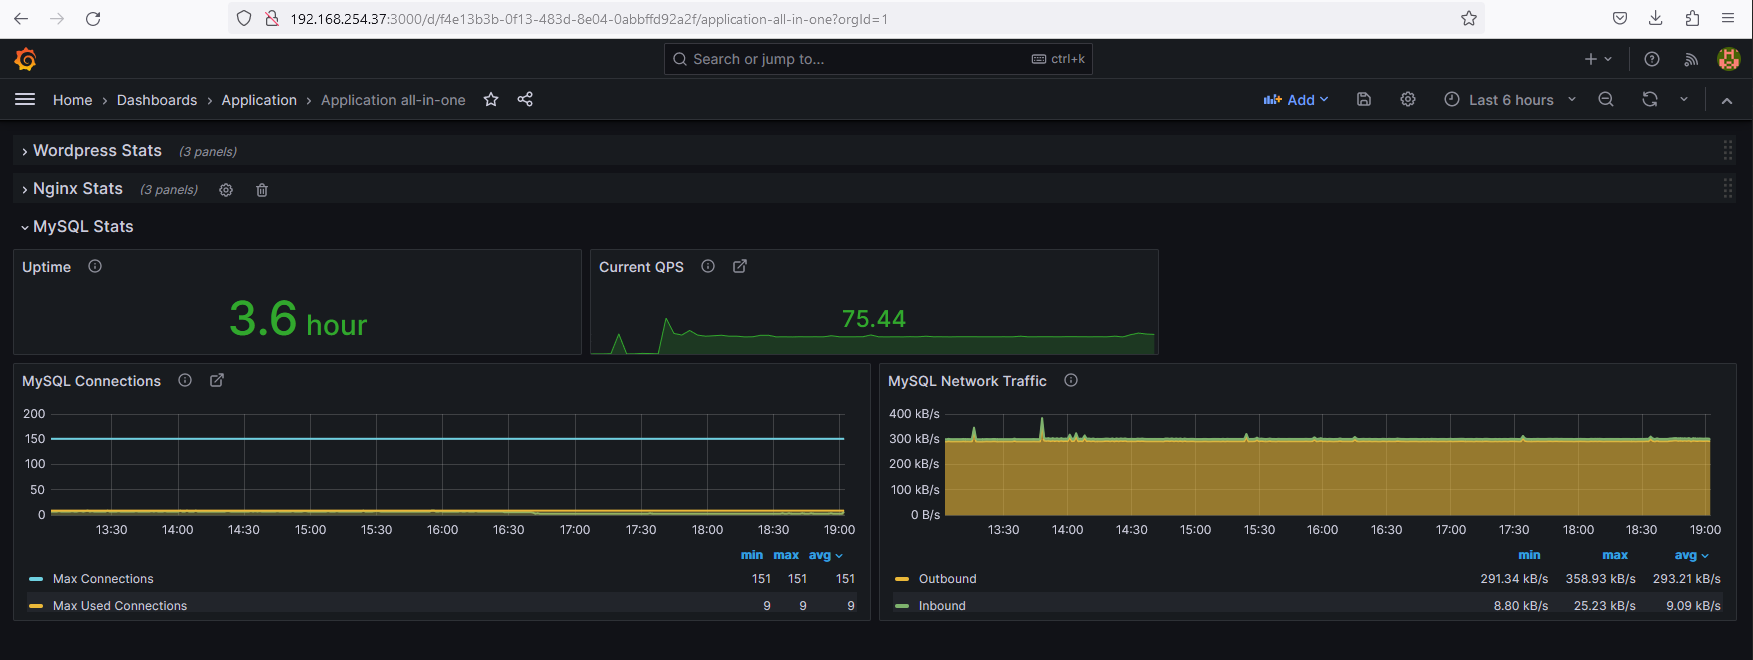 192.168.254.37:3000/d/f4e13b3b-0f13-483d-8e04-0abbffd92a2f/application-all-in-one?orgId=1
Search or jump to... ctrl+k
Home › Dashboards › Application › Application all-in-one Add Last 6 hours
Wordpress Stats (3 panels)
Nginx Stats (3 panels)
MySQL Stats
Uptime
3.6 hour
Current QPS
75.44
MySQL Connections
200
150
100
50
0
13:30 14:00 14:30 15:00 15:30 16:00 16:30 17:00 17:30 18:00 18:30 19:00
min max avg
Max Connections 151 151 151
Max Used Connections 9 9 9
MySQL Network Traffic
400 kB/s
300 kB/s
200 kB/s
100 kB/s
0 B/s
13:30 14:00 14:30 15:00 15:30 16:00 16:30 17:00 17:30 18:00 18:30 19:00
min max avg
Outbound 291.34 kB/s 358.93 kB/s 293.21 kB/s
Inbound 8.80 kB/s 25.23 kB/s 9.09 kB/s